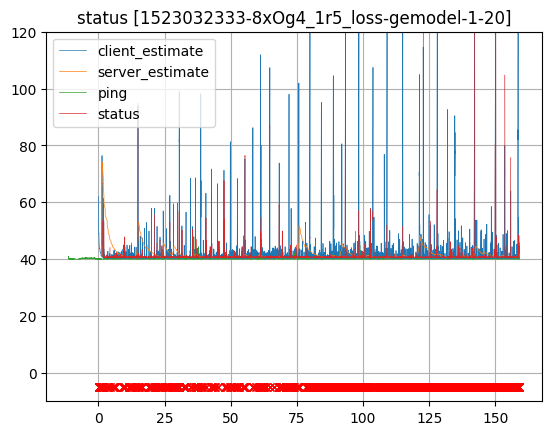 status [1523032333-8xOg4_1r5_loss-gemodel-1-20]
120
100
80
60
40
20
0
client_estimate
server_estimate
ping
status
0 25 50 75 100 125 150